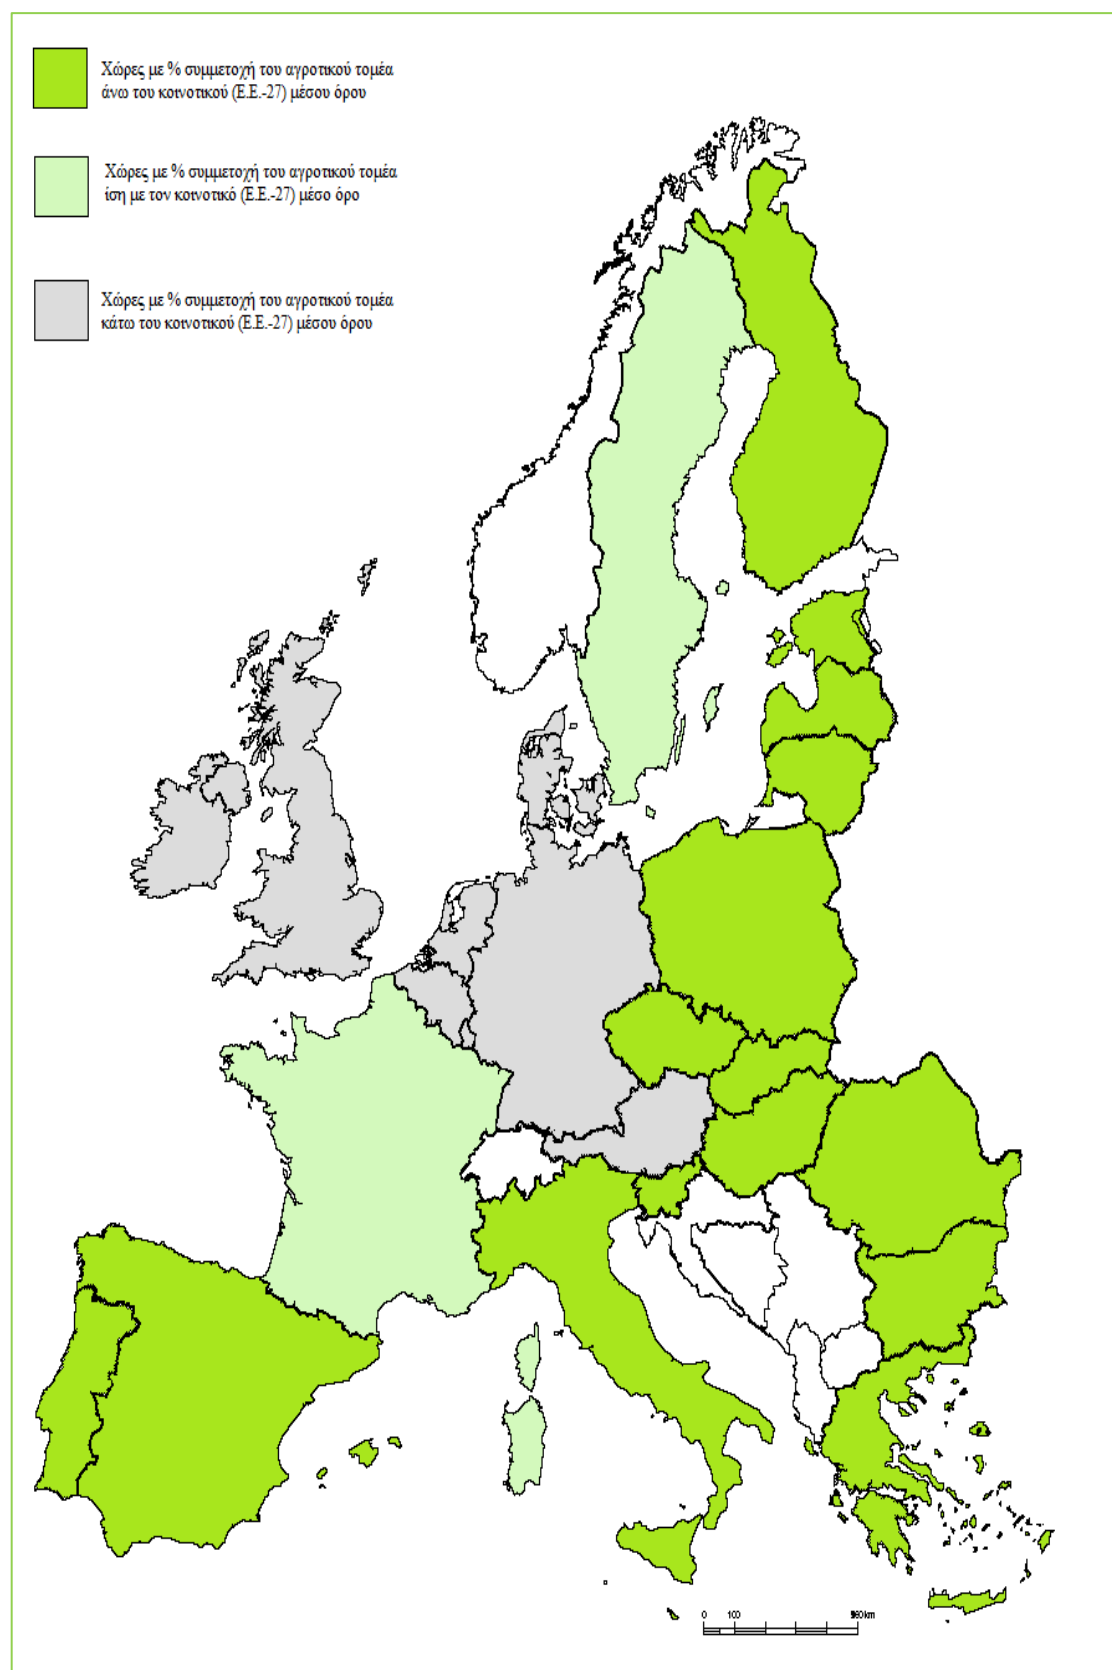 Χώρες με % συμμετοχή του αγροτικού τομέα
άνω του κοινοτικού (Ε.Ε.-27) μέσου όρου
Χώρες με % συμμετοχή του αγροτικού τομέα
ίση με τον κοινοτικό (Ε.Ε.-27) μέσο όρο
Χώρες με % συμμετοχή του αγροτικού τομέα
κάτω του κοινοτικού (Ε.Ε.-27) μέσου όρου
0 100 km